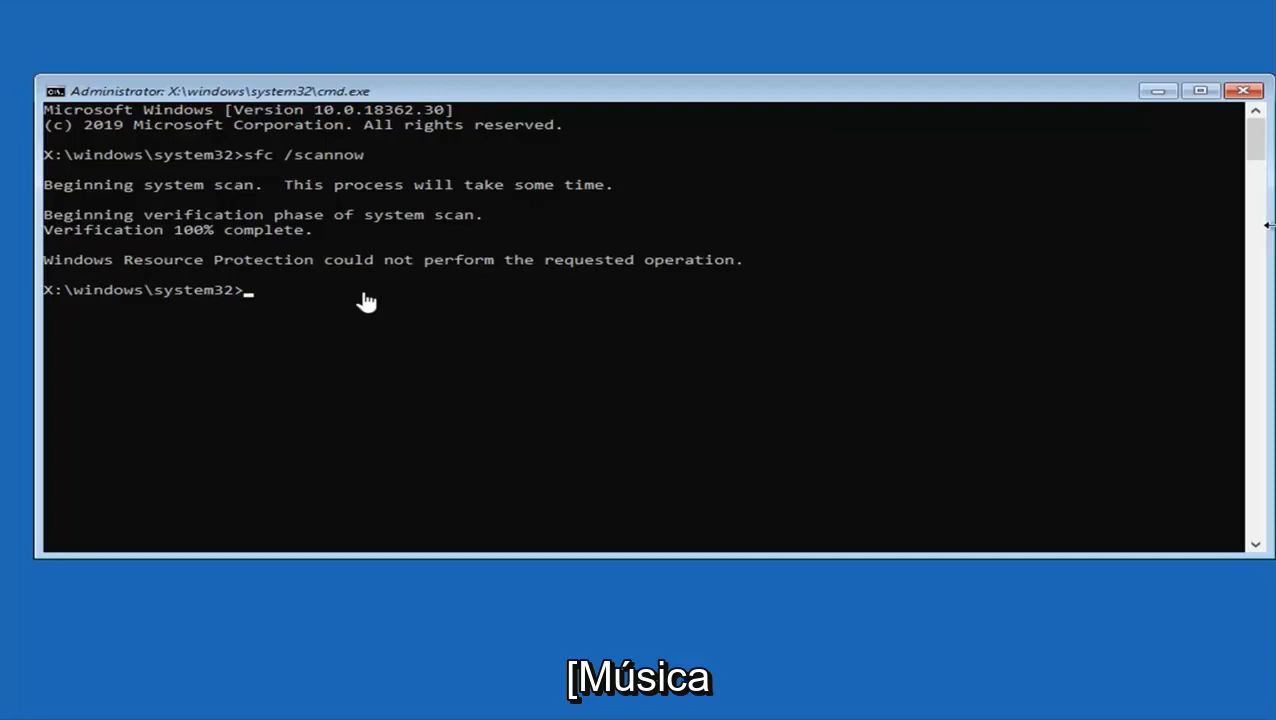 Administrator: X:\windows\system32\cmd.exe
Microsoft Windows [Version 10.0.18362.30]
(c) 2019 Microsoft Corporation. All rights reserved.
X:\windows\system32>sfc /scannow
Beginning system scan.  This process will take some time.
Beginning verification phase of system scan.
Verification 100% complete.
Windows Resource Protection could not perform the requested operation.
X:\windows\system32>
[Música